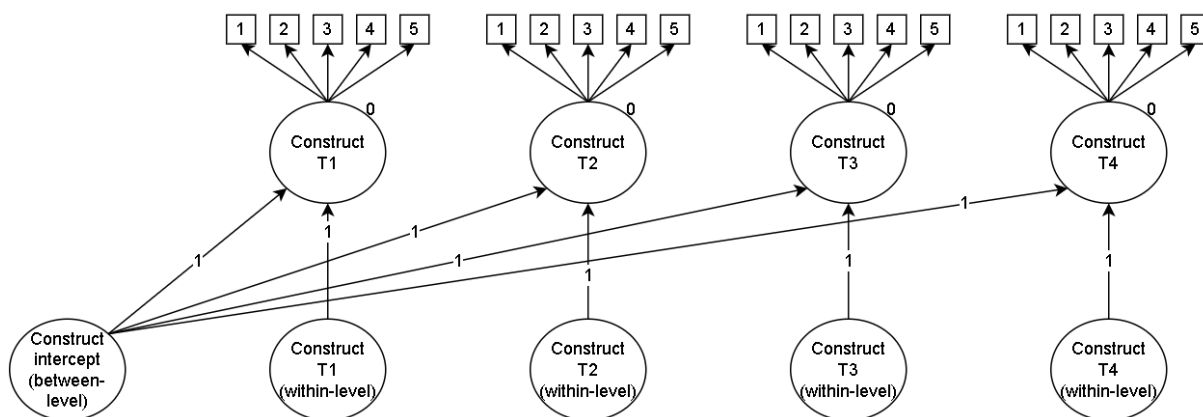 1 2 3 4 5 1 2 3 4 5 1 2 3 4 5 1 2 3 4 5
0 0 0 0
Construct Construct Construct Construct
T1 T2 T3 T4
1 1 1 1
1 1 1 1
Construct Construct Construct Construct Construct
intercept T1 T2 T3 T4
(between- (within-level) (within-level) (within-level) (within-level)
level)